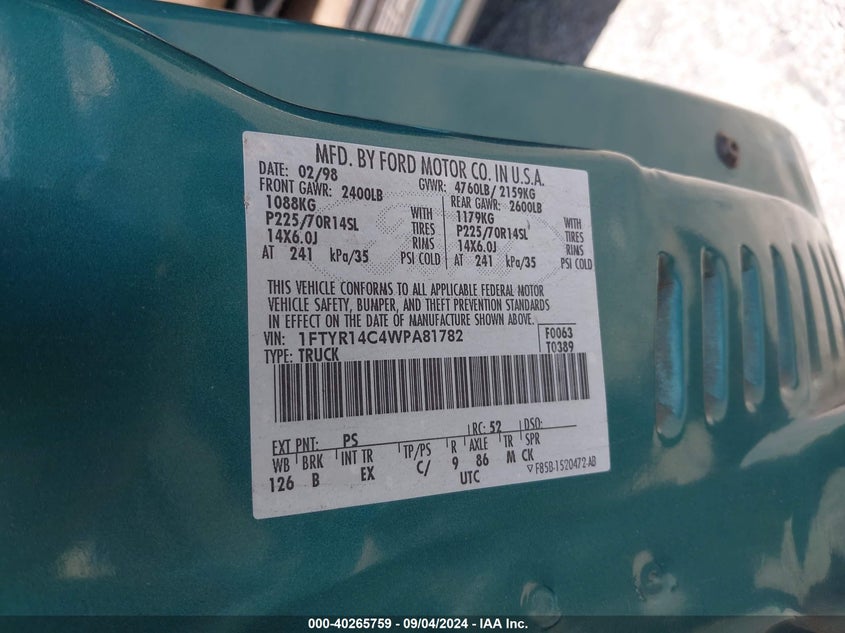 MFD. BY FORD MOTOR CO. IN U.S.A.
DATE: 02/98 GVWR: 4760LB/2159KG
FRONT GAWR: 2400LB REAR GAWR: 2600LB
1088KG WITH 1179KG WITH
P225/70R14SL TIRES P225/70R14SL TIRES
14X6.0J RIMS 14X6.0J RIMS
AT 241 kPa/35 PSI COLD AT 241 kPa/35 PSI COLD
THIS VEHICLE CONFORMS TO ALL APPLICABLE FEDERAL MOTOR
VEHICLE SAFETY, BUMPER, AND THEFT PREVENTION STANDARDS
IN EFFECT ON THE DATE OF MANUFACTURE SHOWN ABOVE.
VIN: 1FTYR14C4WPA81782 F0063
TYPE: TRUCK T0389
EXT PNT: PS RC: 52 DSO:
WB BRK INT TR TP/PS R AXLE TR SPR
126 B EX C/ 9 86 M CK
UTC F85B-1520472-AB
000-40265759 - 09/04/2024 - IAA Inc.